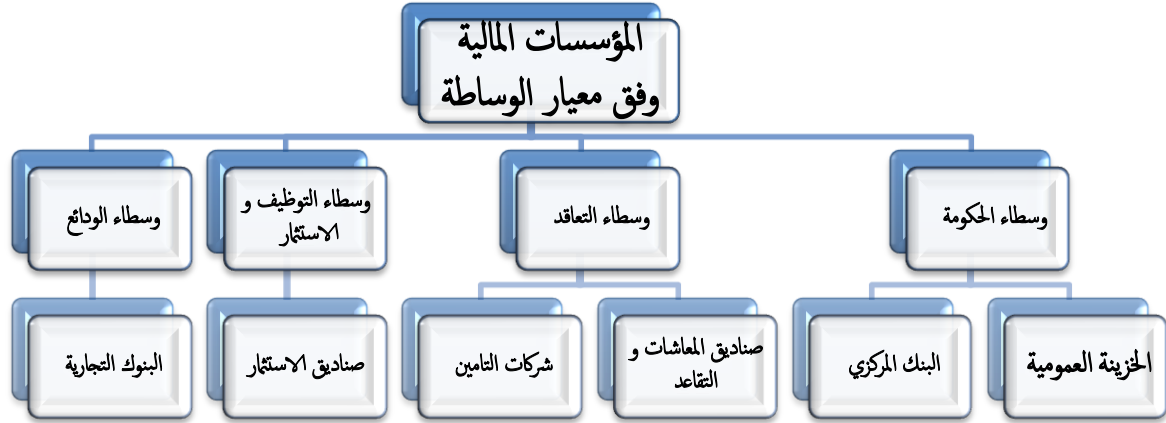 المؤسسات المالية
وفق معيار الوساطة
وسطاء الحكومة
وسطاء التعاقد
وسطاء التوظيف و
الاستثمار
وسطاء الودائع
الخزينة العمومية
البنك المركزي
صناديق المعاشات و
التقاعد
شركات التامين
صناديق الاستثمار
البنوك التجارية